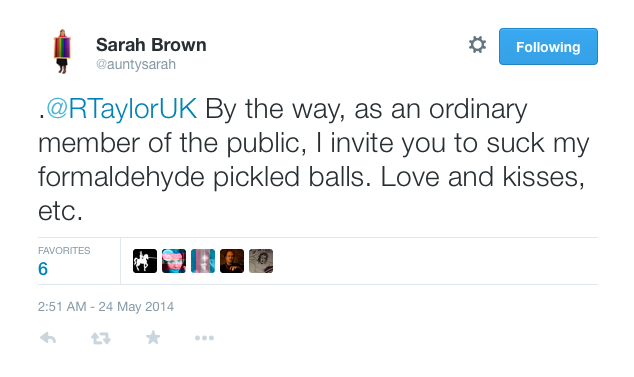 Sarah Brown
@auntysarah
Following
.@RTaylorUK By the way, as an ordinary
member of the public, I invite you to suck my
formaldehyde pickled balls. Love and kisses,
etc.
FAVORITES
6
2:51 AM - 24 May 2014